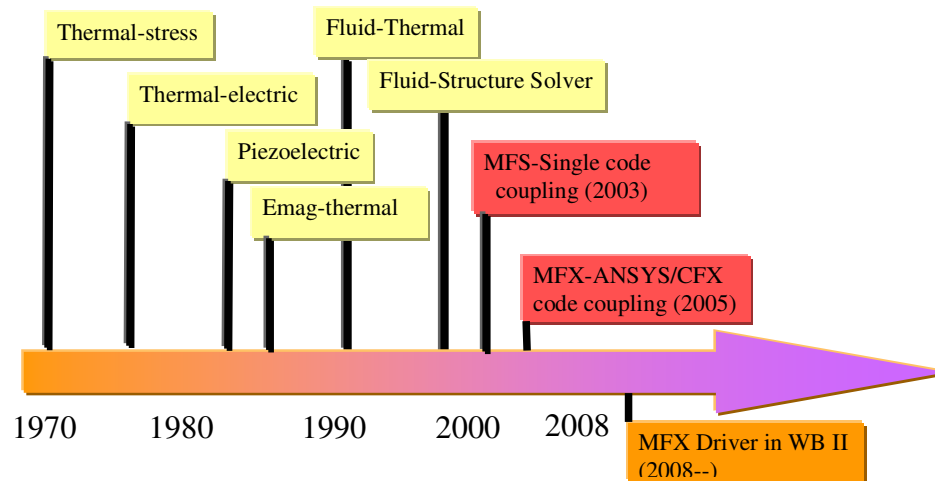 Thermal-stress
Fluid-Thermal
Fluid-Structure Solver
Thermal-electric
Piezoelectric
MFS-Single code
coupling (2003)
Emag-thermal
MFX-ANSYS/CFX
code coupling (2005)
1970 1980 1990 2000 2008
MFX Driver in WB II
(2008--)